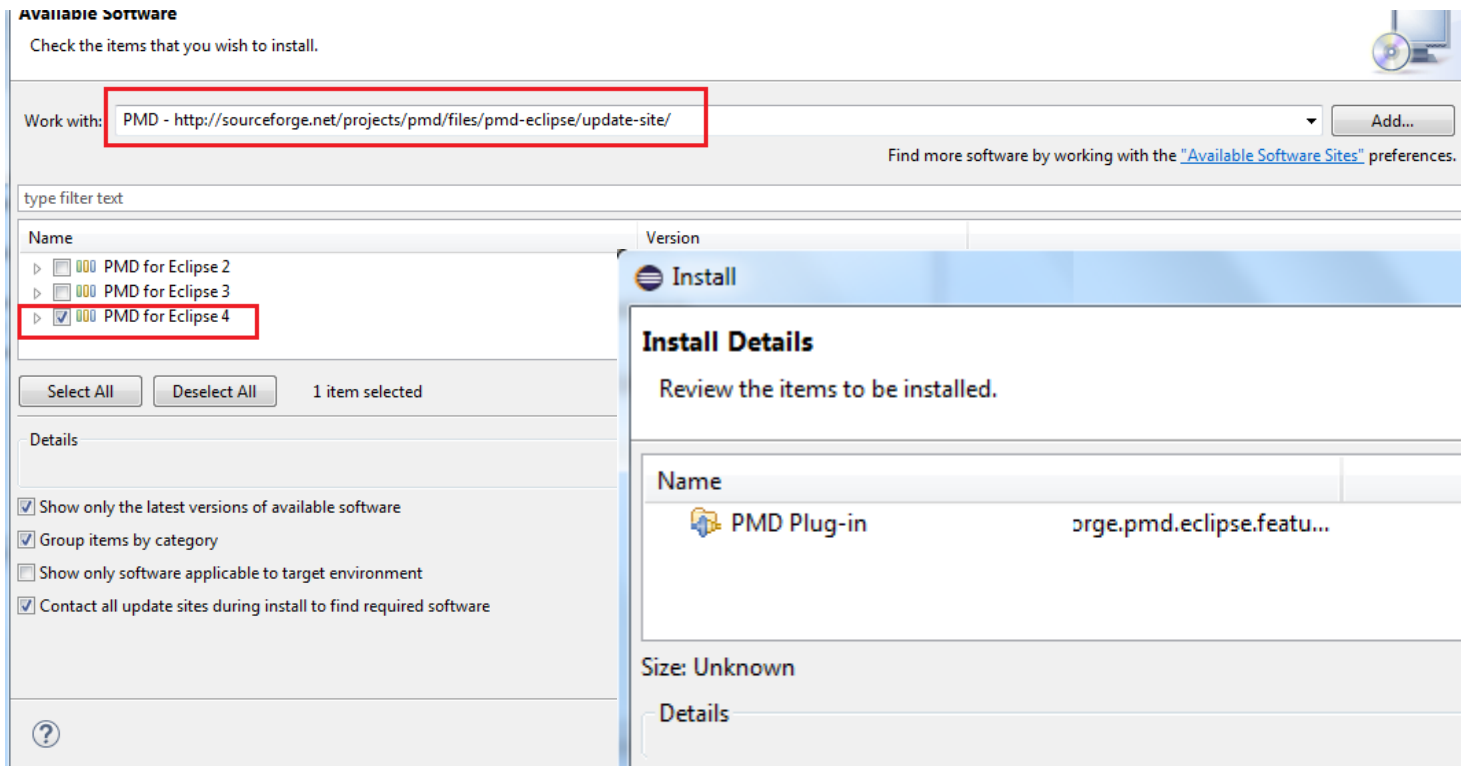 Available Software
Check the items that you wish to install.
Work with: PMD - http://sourceforge.net/projects/pmd/files/pmd-eclipse/update-site/ Add...
Find more software by working with the "Available Software Sites" preferences.
type filter text
Name Version
PMD for Eclipse 2
PMD for Eclipse 3
PMD for Eclipse 4
Select All Deselect All 1 item selected
Details
Show only the latest versions of available software
Group items by category
Show only software applicable to target environment
Contact all update sites during install to find required software
?
Install
Install Details
Review the items to be installed.
Name
PMD Plug-in orge.pmd.eclipse.featu...
Size: Unknown
Details